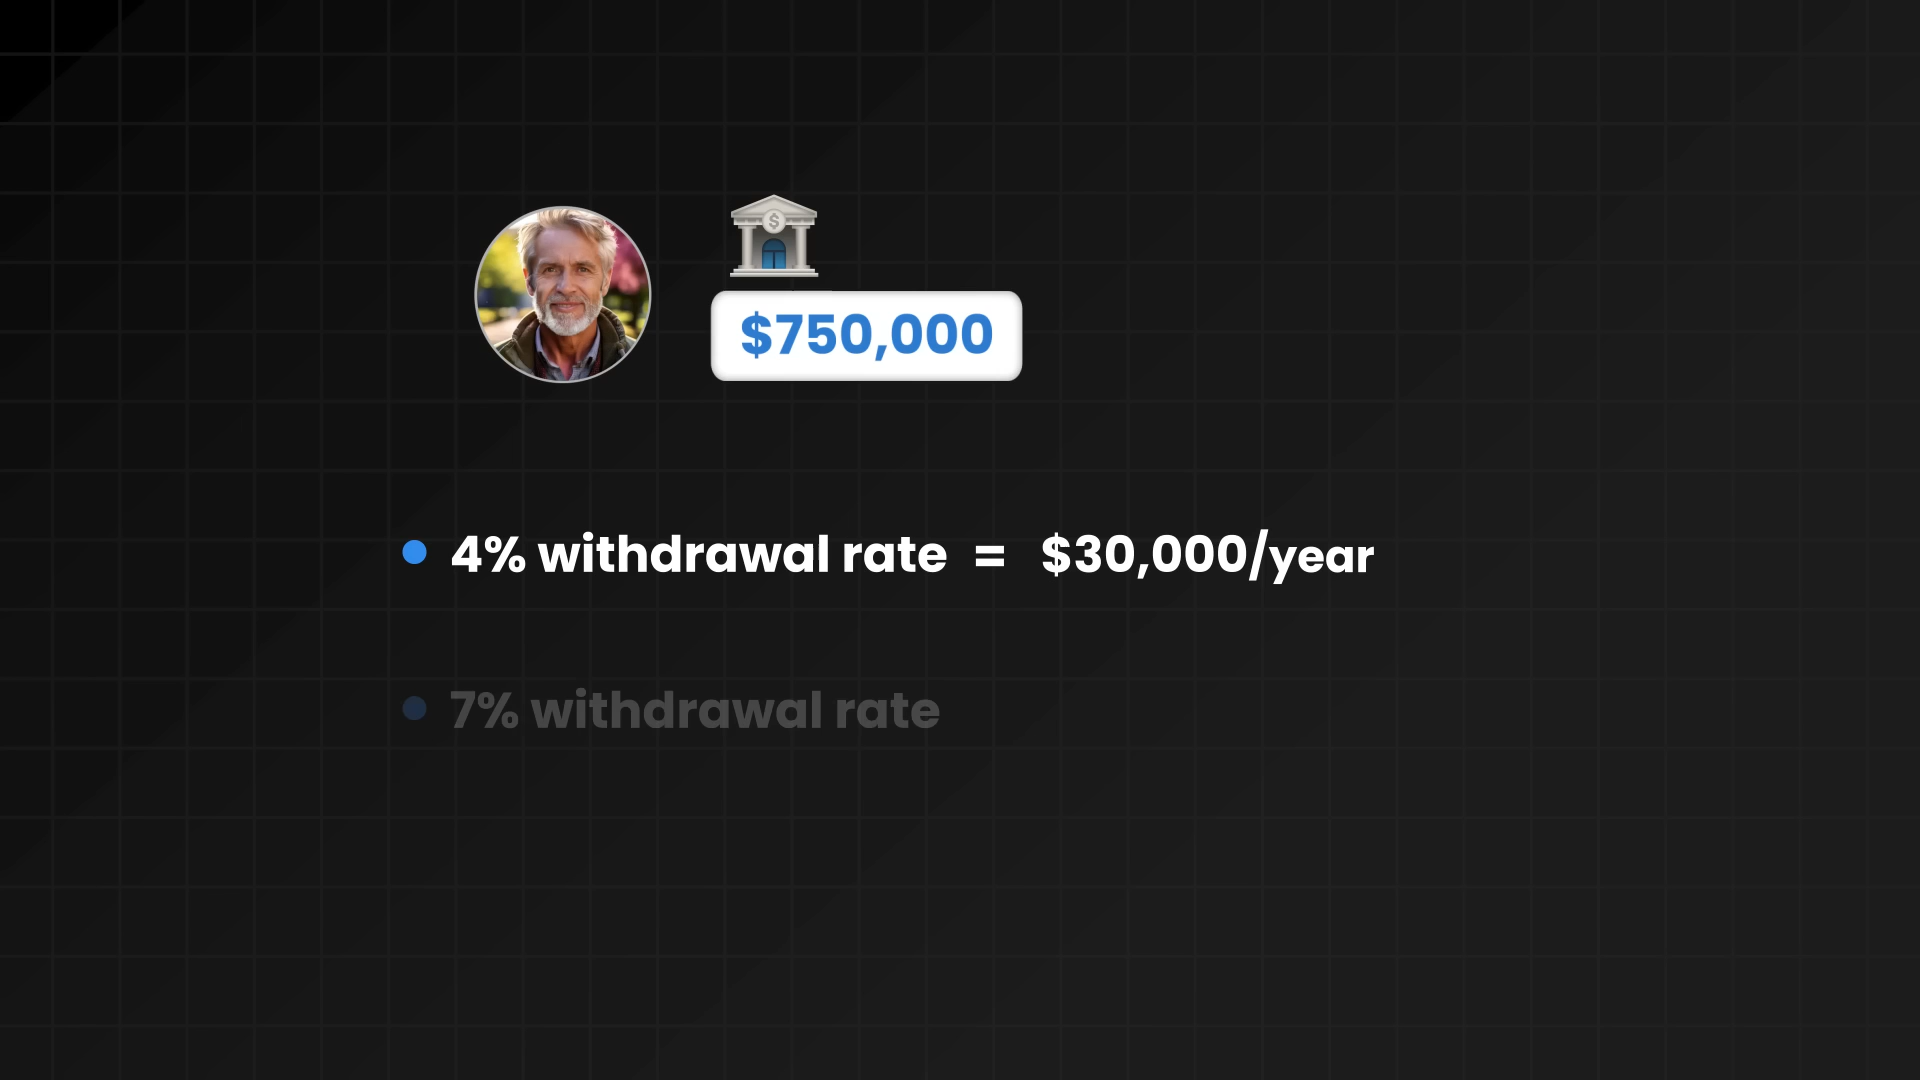 $
$750,000
4% withdrawal rate = $30,000/year
7% withdrawal rate